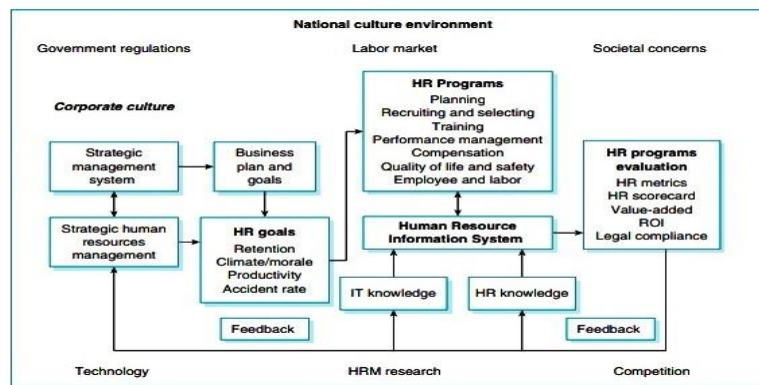 National culture environment
Government regulations
Labor market
Societal concerns
Corporate culture
Strategic
management
system
Business
plan and
goals
HR Programs
Planning
Recruiting and selecting
Training
Performance management
Compensation
Quality of life and safety
Employee and labor
HR programs
evaluation
HR metrics
HR scorecard
Value-added
ROI
Legal compliance
Strategic human
resources
management
HR goals
Retention
Climate/morale
Productivity
Accident rate
Human Resource
Information System
IT knowledge
HR knowledge
Feedback
Feedback
Technology
HRM research
Competition